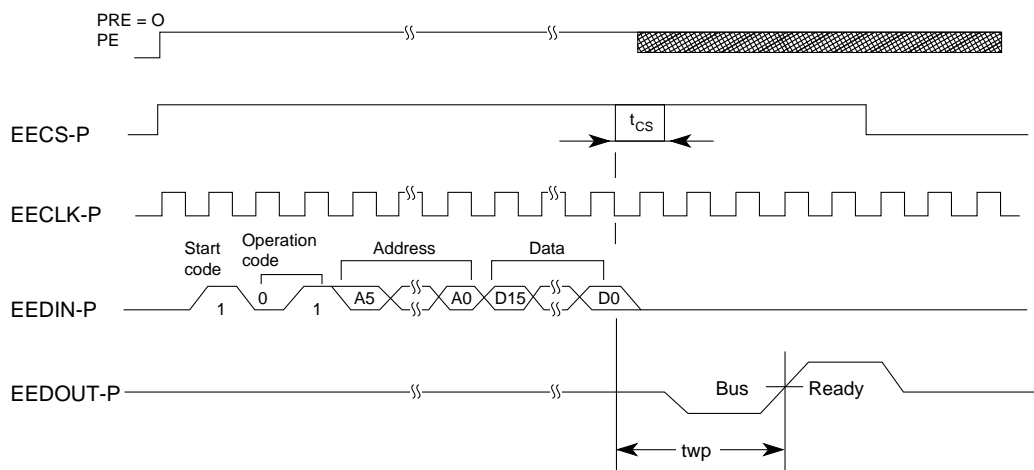 PRE = O
PE
EECS-P
tCS
EECLK-P
Start code
Operation code
Address
Data
EEDIN-P
1
0
1
A5
A0
D15
D0
EEDOUT-P
Bus
Ready
twp